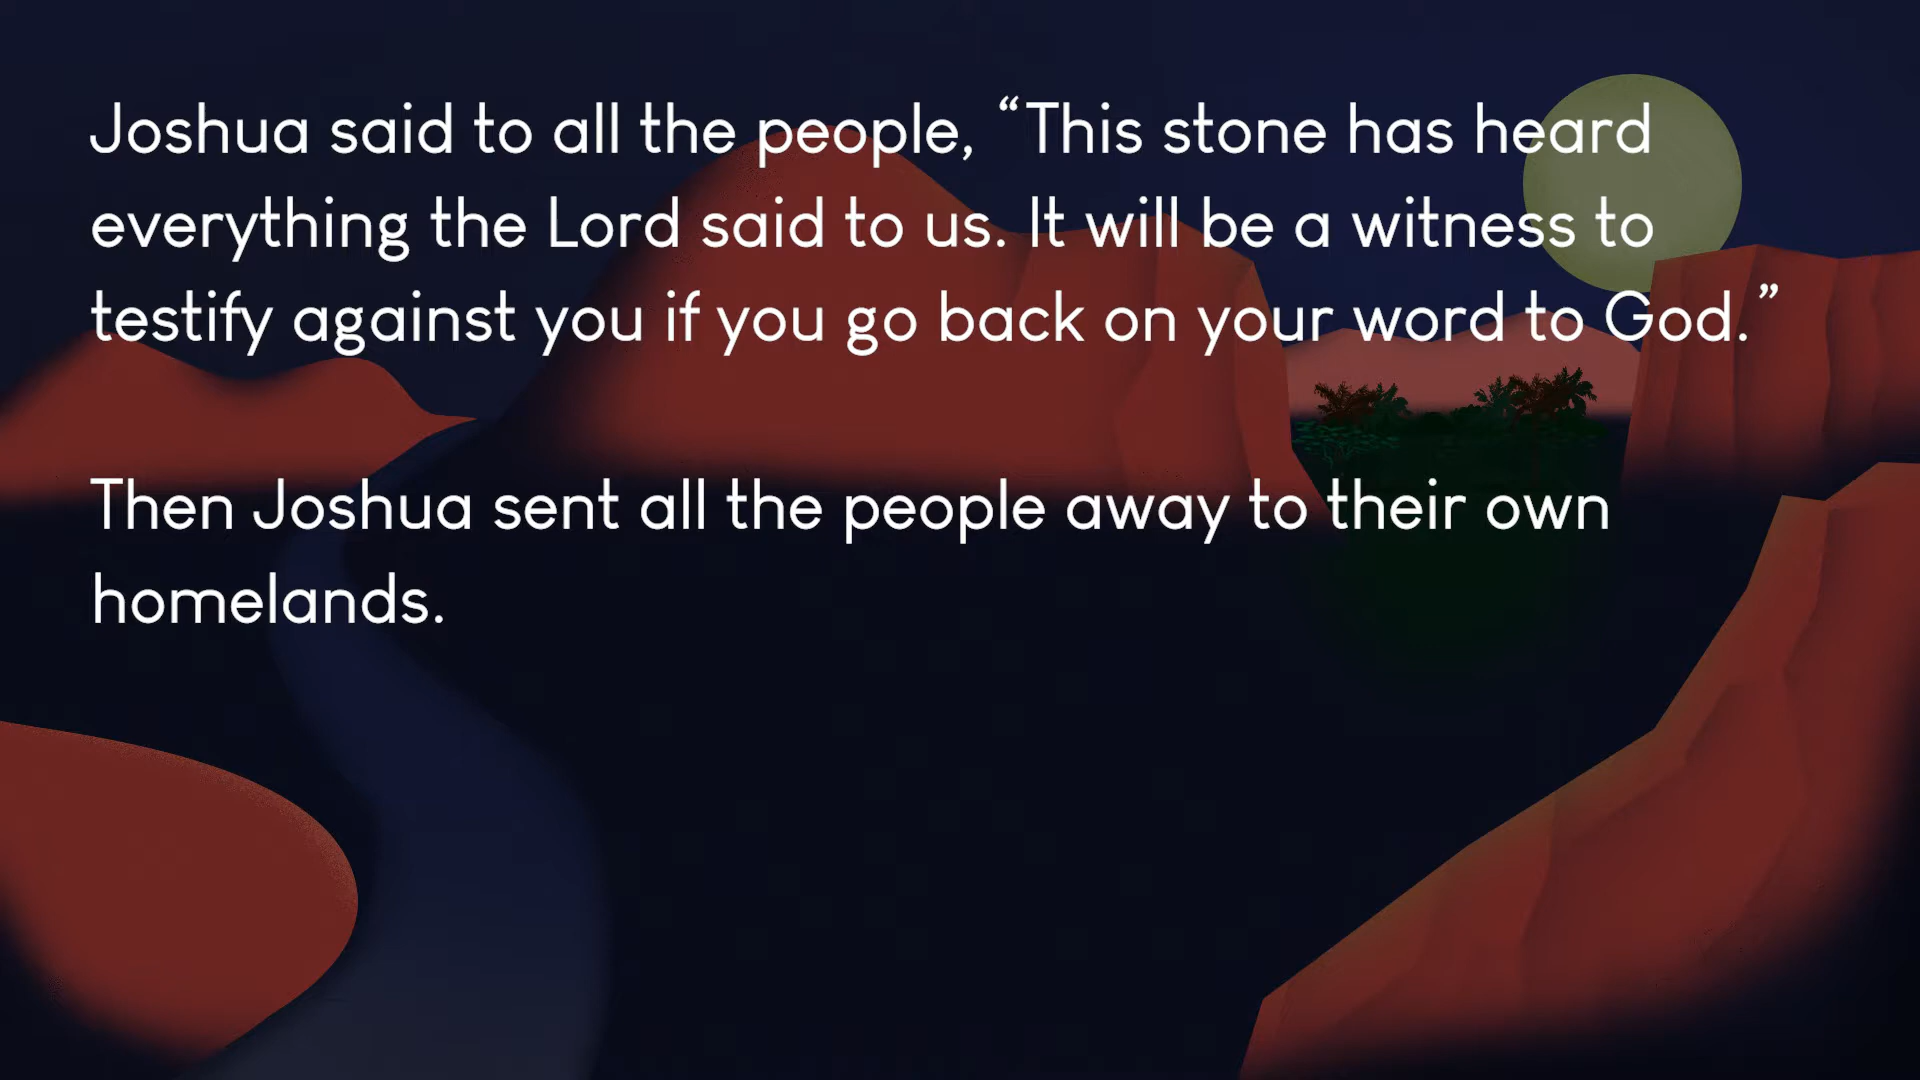 Joshua said to all the people, “This stone has heard
everything the Lord said to us. It will be a witness to
testify against you if you go back on your word to God.”
Then Joshua sent all the people away to their own
homelands.